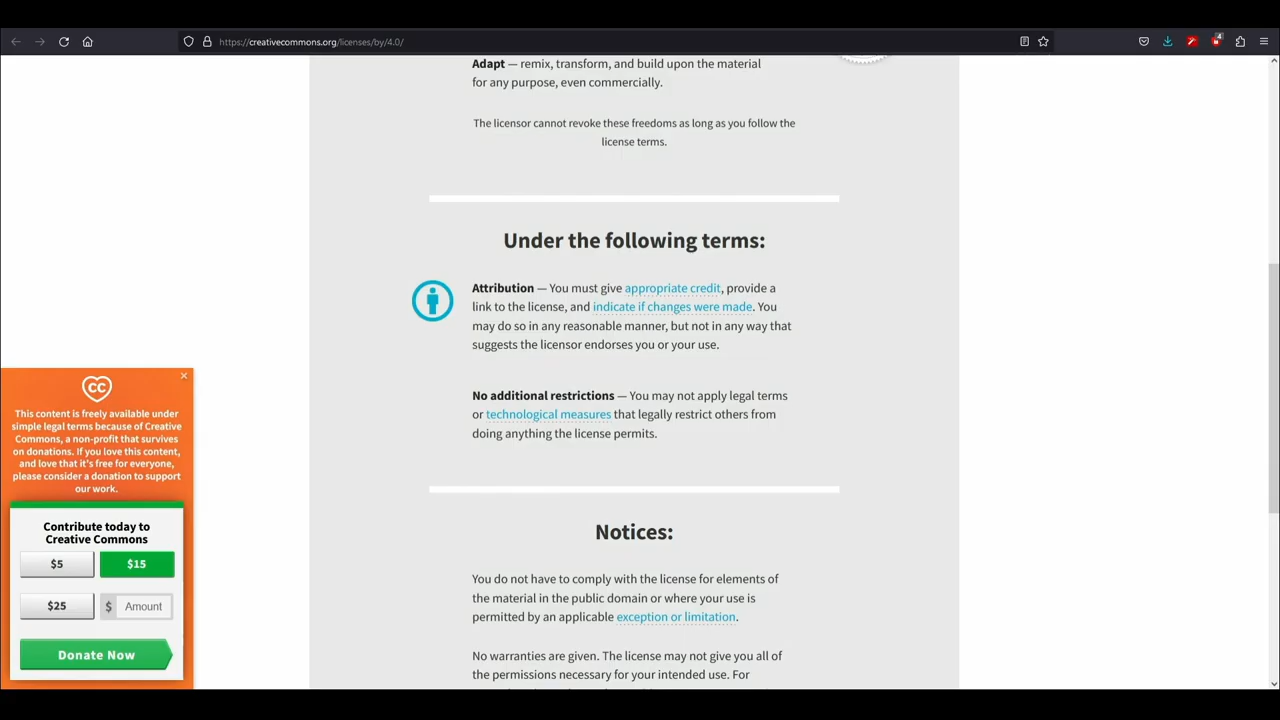 https://creativecommons.org/licenses/by/4.0/
4
Adapt — remix, transform, and build upon the material
for any purpose, even commercially.
The licensor cannot revoke these freedoms as long as you follow the
license terms.
Under the following terms:
Attribution — You must give appropriate credit, provide a
link to the license, and indicate if changes were made. You
may do so in any reasonable manner, but not in any way that
suggests the licensor endorses you or your use.
No additional restrictions — You may not apply legal terms
or technological measures that legally restrict others from
doing anything the license permits.
Notices:
You do not have to comply with the license for elements of
the material in the public domain or where your use is
permitted by an applicable exception or limitation.
No warranties are given. The license may not give you all of
the permissions necessary for your intended use. For
CC
This content is freely available under
simple legal terms because of Creative
Commons, a non-profit that survives
on donations. If you love this content,
and love that it's free for everyone,
please consider a donation to support
our work.
Contribute today to
Creative Commons
$5
$15
$25
$ Amount
Donate Now